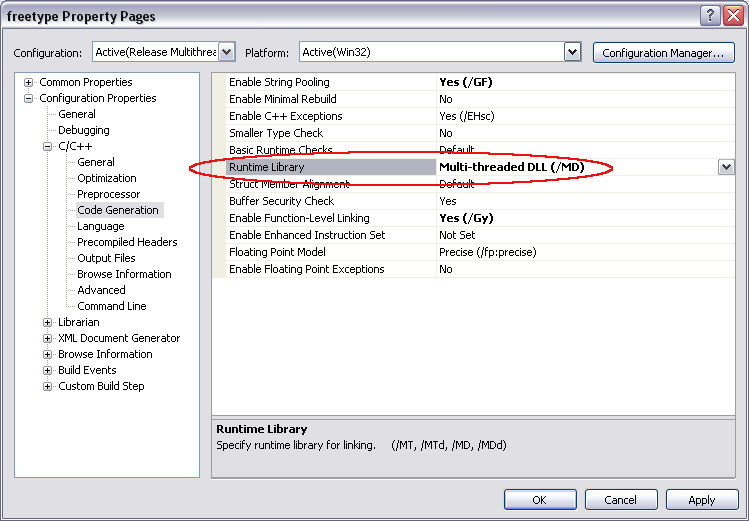 freetype Property Pages
Configuration: Active(Release Multithrea Platform: Active(Win32) Configuration Manager...
Common Properties
Configuration Properties
General
Debugging
C/C++
General
Optimization
Preprocessor
Code Generation
Language
Precompiled Headers
Output Files
Browse Information
Advanced
Command Line
Librarian
XML Document Generator
Browse Information
Build Events
Custom Build Step
Enable String Pooling Yes (/GF)
Enable Minimal Rebuild No
Enable C++ Exceptions Yes (/EHsc)
Smaller Type Check No
Basic Runtime Checks Default
Runtime Library Multi-threaded DLL (/MD)
Struct Member Alignment Default
Buffer Security Check Yes
Enable Function-Level Linking Yes (/Gy)
Enable Enhanced Instruction Set Not Set
Floating Point Model Precise (/fp:precise)
Enable Floating Point Exceptions No
Runtime Library
Specify runtime library for linking. (/MT, /MTd, /MD, /MDd)
OK Cancel Apply